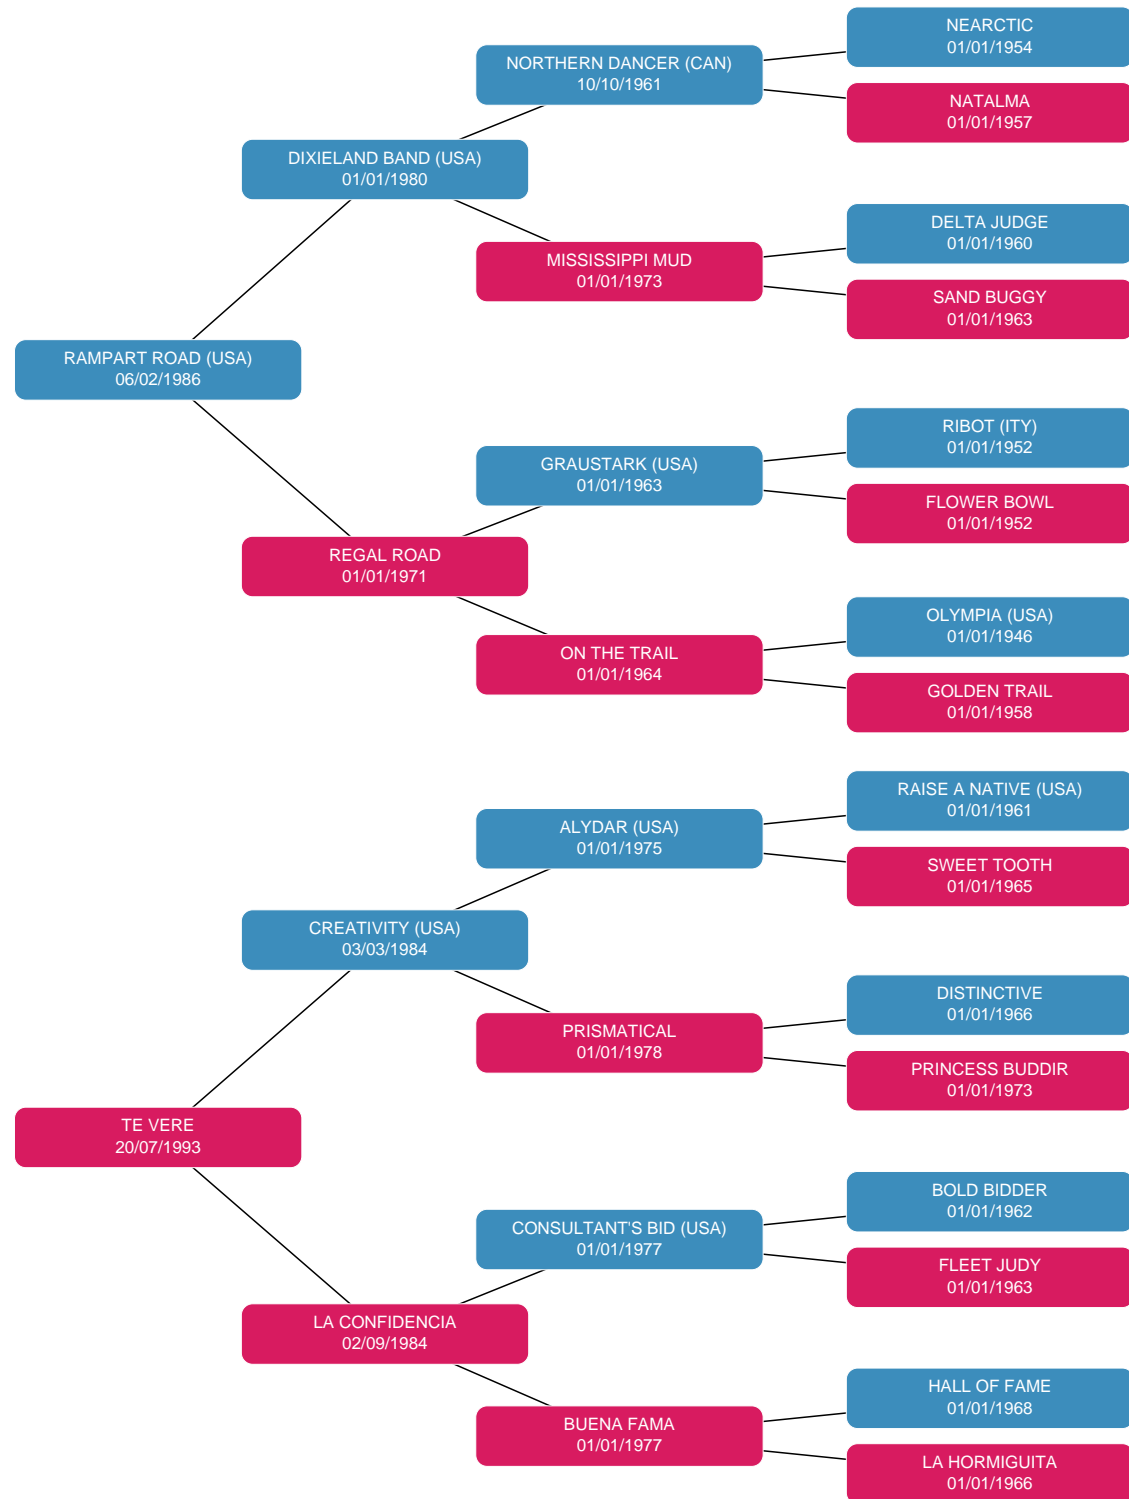 NEARCTIC
01/01/1954
NORTHERN DANCER (CAN)
10/10/1961
NATALMA
01/01/1957
DIXIELAND BAND (USA)
01/01/1980
DELTA JUDGE
01/01/1960
MISSISSIPPI MUD
01/01/1973
SAND BUGGY
01/01/1963
RAMPART ROAD (USA)
06/02/1986
RIBOT (ITY)
01/01/1952
GRAUSTARK (USA)
01/01/1963
FLOWER BOWL
01/01/1952
REGAL ROAD
01/01/1971
OLYMPIA (USA)
01/01/1946
ON THE TRAIL
01/01/1964
GOLDEN TRAIL
01/01/1958
RAISE A NATIVE (USA)
01/01/1961
ALYDAR (USA)
01/01/1975
SWEET TOOTH
01/01/1965
CREATIVITY (USA)
03/03/1984
DISTINCTIVE
01/01/1966
PRISMATICAL
01/01/1978
PRINCESS BUDDIR
01/01/1973
TE VERE
20/07/1993
BOLD BIDDER
01/01/1962
CONSULTANT'S BID (USA)
01/01/1977
FLEET JUDY
01/01/1963
LA CONFIDENCIA
02/09/1984
HALL OF FAME
01/01/1968
BUENA FAMA
01/01/1977
LA HORMIGUITA
01/01/1966